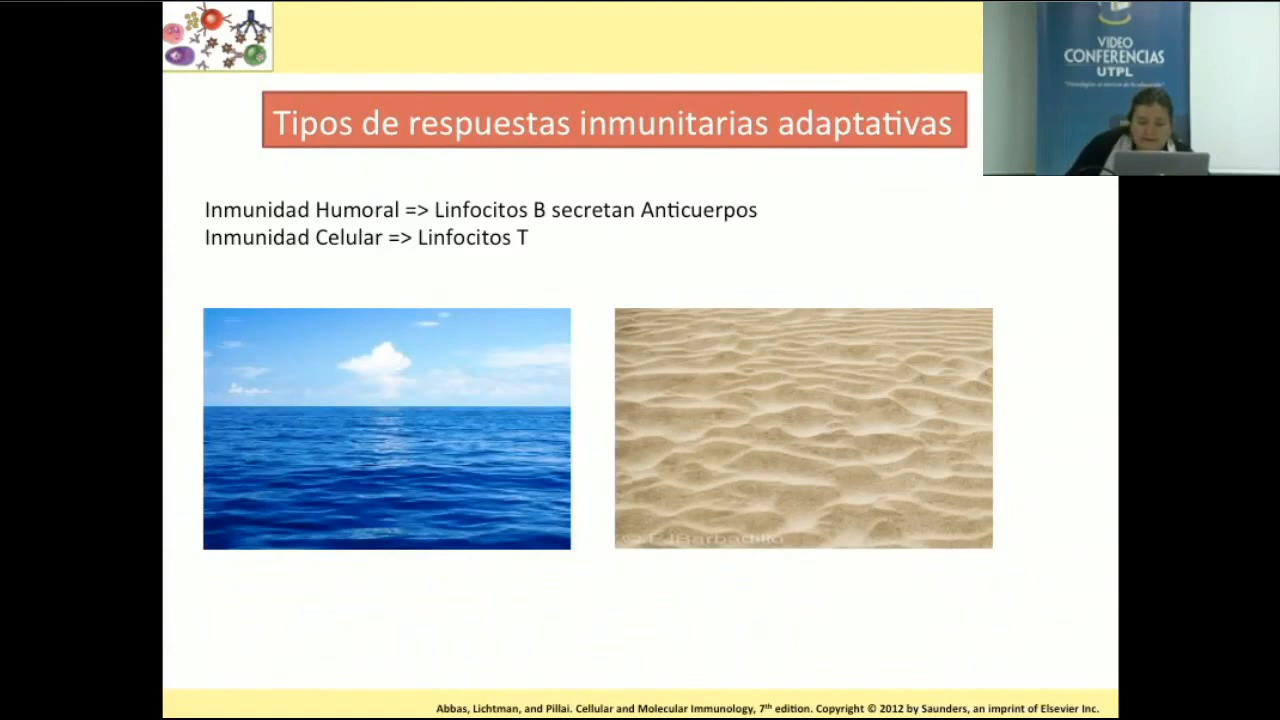 VIDEO
CONFERENCIAS
UTPL
Tipos de respuestas inmunitarias adaptativas
Inmunidad Humoral => Linfocitos B secretan Anticuerpos
Inmunidad Celular => Linfocitos T
Abbas, Lichtman, and Pillai. Cellular and Molecular Immunology, 7th edition. Copyright © 2012 by Saunders, an imprint of Elsevier Inc.